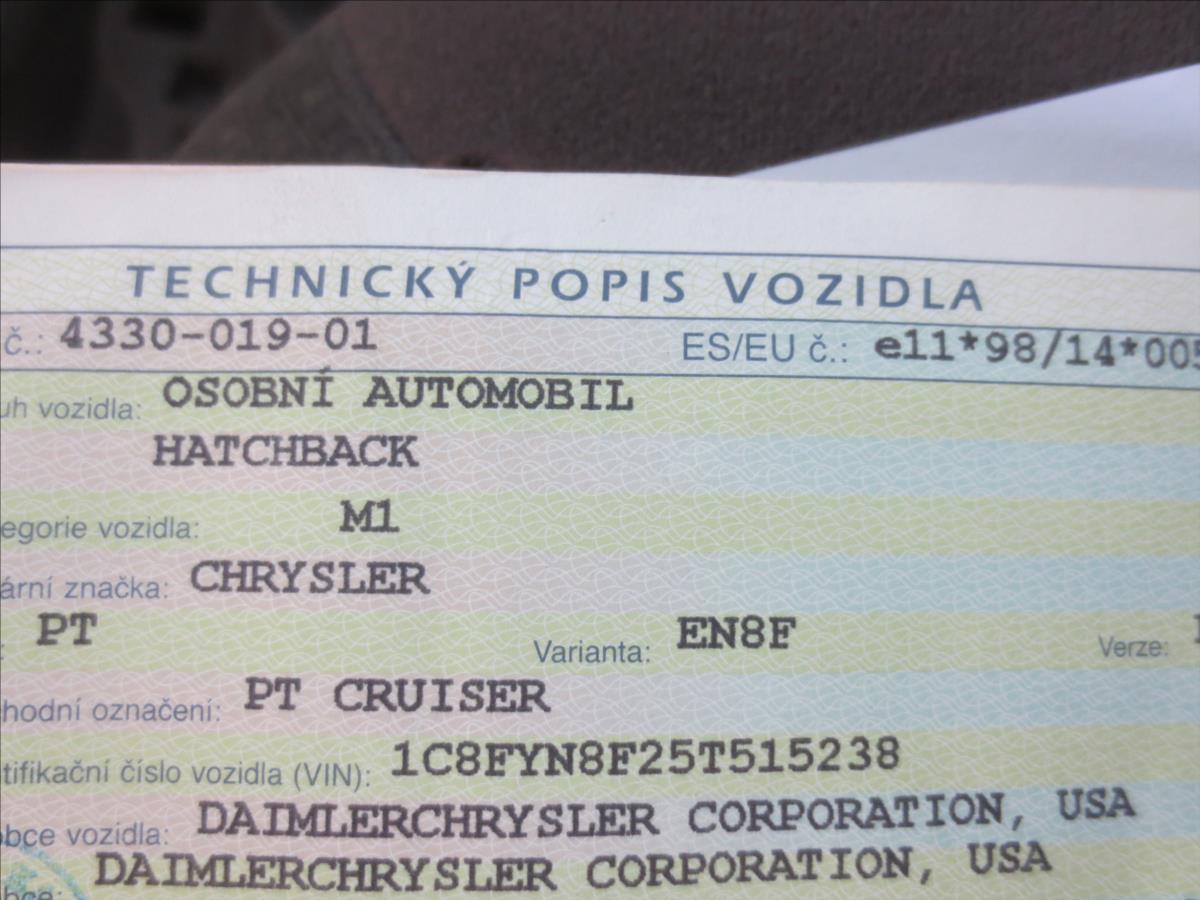 TECHNICKÝ POPIS VOZIDLA
č.: 4330-019-01 ES/EU č.: e11*98/14*005
uh vozidla: OSOBNÍ AUTOMOBIL
HATCHBACK
egorie vozidla: M1
ární značka: CHRYSLER
: PT Varianta: EN8F Verze:
hodní označení: PT CRUISER
tifikační číslo vozidla (VIN): 1C8FYN8F25T515238
obce vozidla: DAIMLERCHRYSLER CORPORATION, USA
bce: DAIMLERCHRYSLER CORPORATION, USA